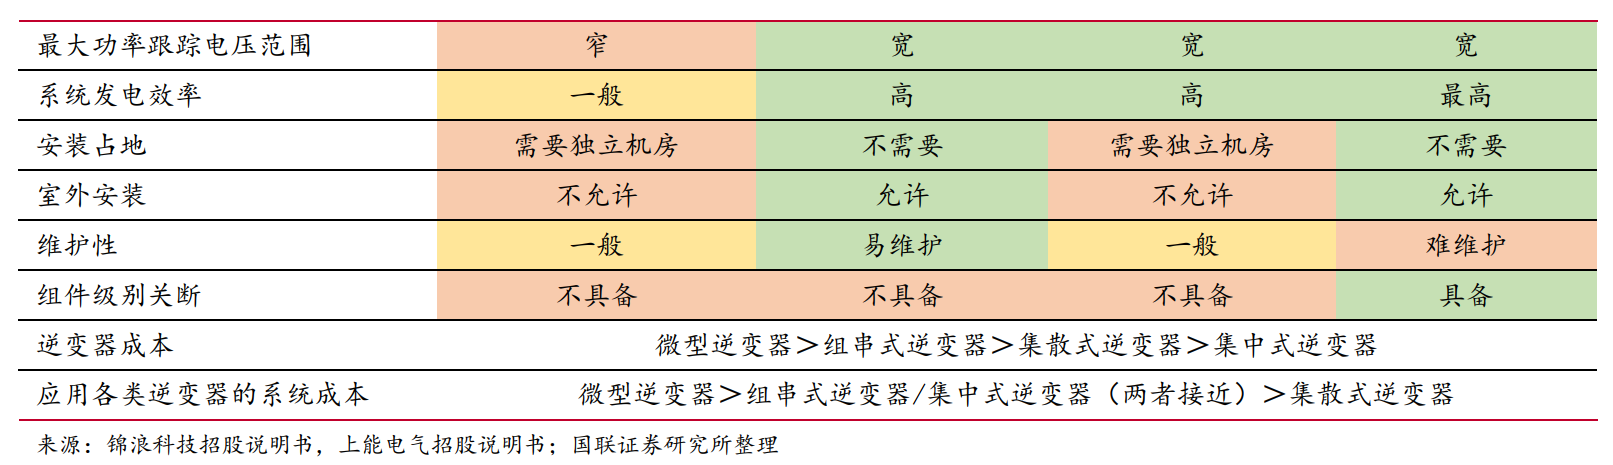 最大功率跟踪电压范围 窄 宽 宽 宽
系统发电效率 一般 高 高 最高
安装占地 需要独立机房 不需要 需要独立机房 不需要
室外安装 不允许 允许 不允许 允许
维护性 一般 易维护 一般 难维护
组件级别关断 不具备 不具备 不具备 具备
逆变器成本 微型逆变器＞组串式逆变器＞集散式逆变器＞集中式逆变器
应用各类逆变器的系统成本 微型逆变器＞组串式逆变器/集中式逆变器（两者接近）＞集散式逆变器
来源：锦浪科技招股说明书，上能电气招股说明书；国联证券研究所整理